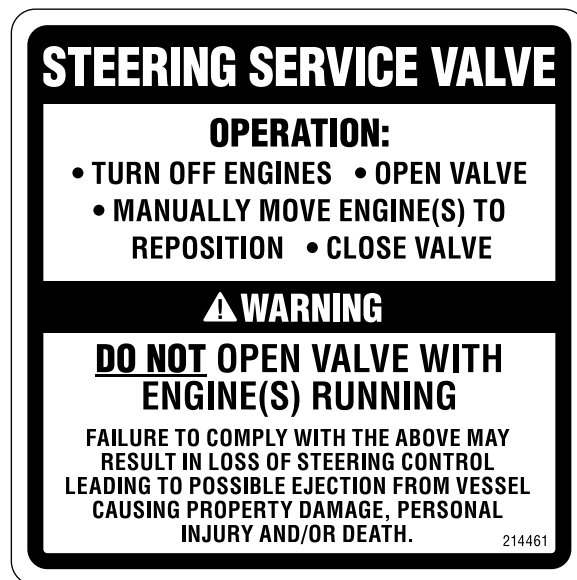 STEERING SERVICE VALVE
OPERATION:
• TURN OFF ENGINES • OPEN VALVE
• MANUALLY MOVE ENGINE(S) TO
REPOSITION • CLOSE VALVE
⚠ WARNING
DO NOT OPEN VALVE WITH
ENGINE(S) RUNNING
FAILURE TO COMPLY WITH THE ABOVE MAY
RESULT IN LOSS OF STEERING CONTROL
LEADING TO POSSIBLE EJECTION FROM VESSEL
CAUSING PROPERTY DAMAGE, PERSONAL
INJURY AND/OR DEATH.
214461